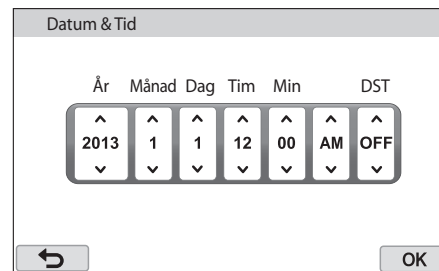 Datum & Tid
År Månad Dag Tim Min DST
2013 1 1 12 00 AM OFF
OK